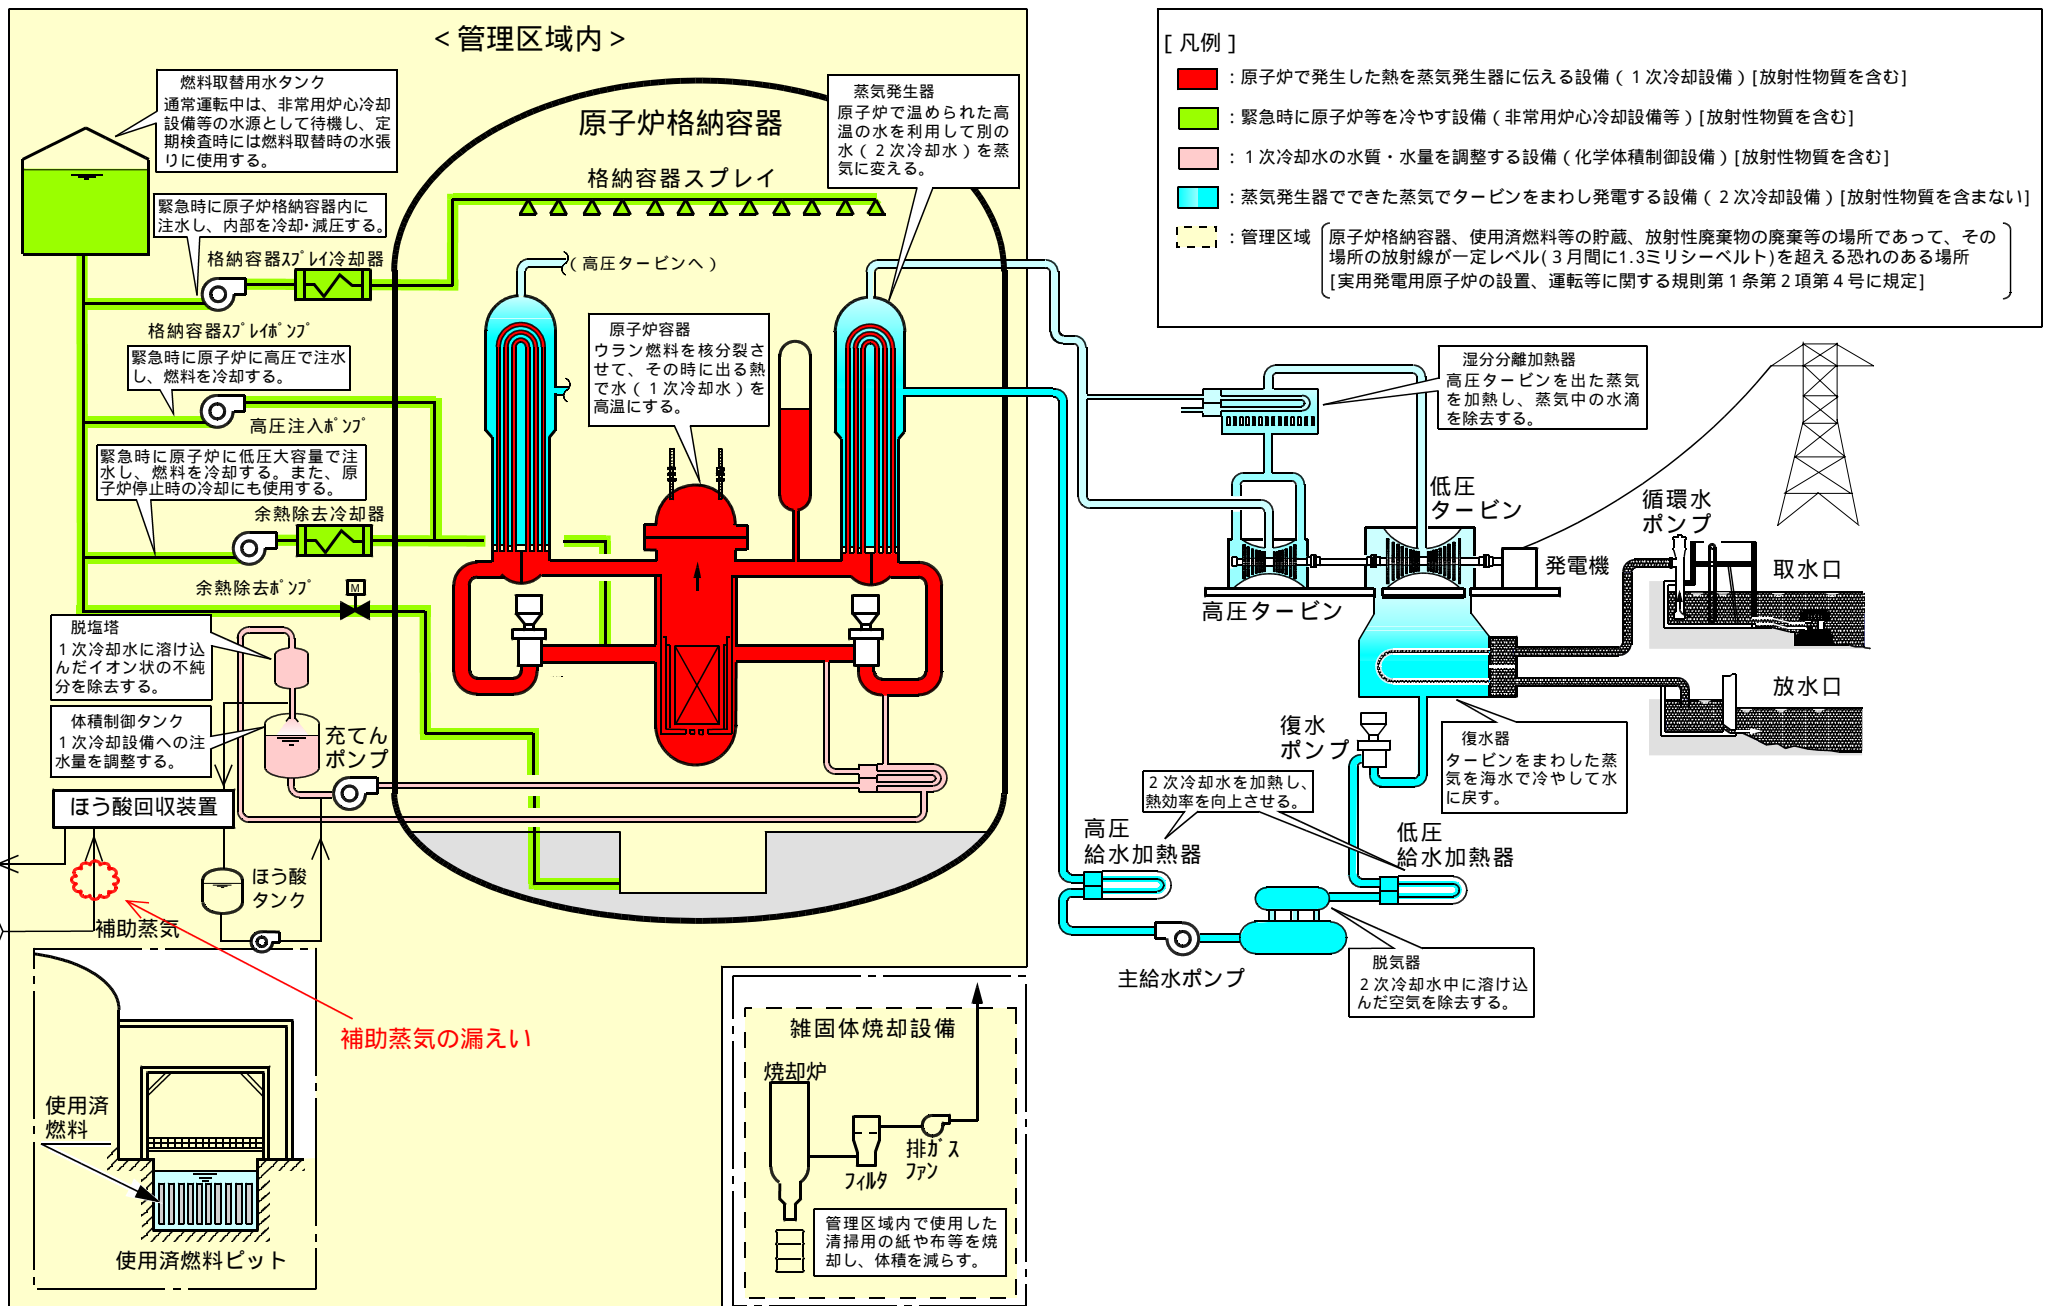 ＜管理区域内＞
燃料取替用水タンク
通常運転中は、非常用炉心冷却
設備等の水源として待機し、定
期検査時には燃料取替時の水張
りに使用する。
緊急時に原子炉格納容器内に
注水し、内部を冷却･減圧する。
格納容器ｽﾌﾟﾚｲ冷却器
格納容器ｽﾌﾟﾚｲﾎﾟﾝﾌﾟ
緊急時に原子炉に高圧で注水
し、燃料を冷却する。
高圧注入ﾎﾟﾝﾌﾟ
緊急時に原子炉に低圧大容量で注
水し、燃料を冷却する。また、原
子炉停止時の冷却にも使用する。
余熱除去冷却器
余熱除去ﾎﾟﾝﾌﾟ
M
脱塩塔
１次冷却水に溶け込
んだイオン状の不純
分を除去する。
体積制御タンク
１次冷却設備への注
水量を調整する。
充てん
ポンプ
ほう酸回収装置
ほう酸
タンク
補助蒸気
補助蒸気の漏えい
使用済
燃料
使用済燃料ピット
原子炉格納容器
格納容器スプレイ
蒸気発生器
原子炉で温められた高
温の水を利用して別の
水（２次冷却水）を蒸
気に変える。
（高圧タービンへ）
原子炉容器
ウラン燃料を核分裂さ
せて、その時に出る熱
で水（１次冷却水）を
高温にする。
雑固体焼却設備
焼却炉
ﾌｨﾙﾀ
排ｶﾞｽ
ﾌｧﾝ
管理区域内で使用した
清掃用の紙や布等を焼
却し、体積を減らす。
[ 凡例 ]
：原子炉で発生した熱を蒸気発生器に伝える設備（１次冷却設備）[放射性物質を含む]
：緊急時に原子炉等を冷やす設備（非常用炉心冷却設備等）[放射性物質を含む]
：１次冷却水の水質・水量を調整する設備（化学体積制御設備）[放射性物質を含む]
：蒸気発生器でできた蒸気でタービンをまわし発電する設備（２次冷却設備）[放射性物質を含まない]
：管理区域
原子炉格納容器、使用済燃料等の貯蔵、放射性廃棄物の廃棄等の場所であって、その
場所の放射線が一定レベル(３月間に1.3ミリシーベルト)を超える恐れのある場所
[実用発電用原子炉の設置、運転等に関する規則第１条第２項第４号に規定]
湿分分離加熱器
高圧タービンを出た蒸気
を加熱し、蒸気中の水滴
を除去する。
低圧
タービン
高圧タービン
発電機
循環水
ポンプ
取水口
放水口
復水
ポンプ
復水器
タービンをまわした蒸
気を海水で冷やして水
に戻す。
２次冷却水を加熱し、
熱効率を向上させる。
高圧
給水加熱器
低圧
給水加熱器
主給水ポンプ
脱気器
２次冷却水中に溶け込
んだ空気を除去する。